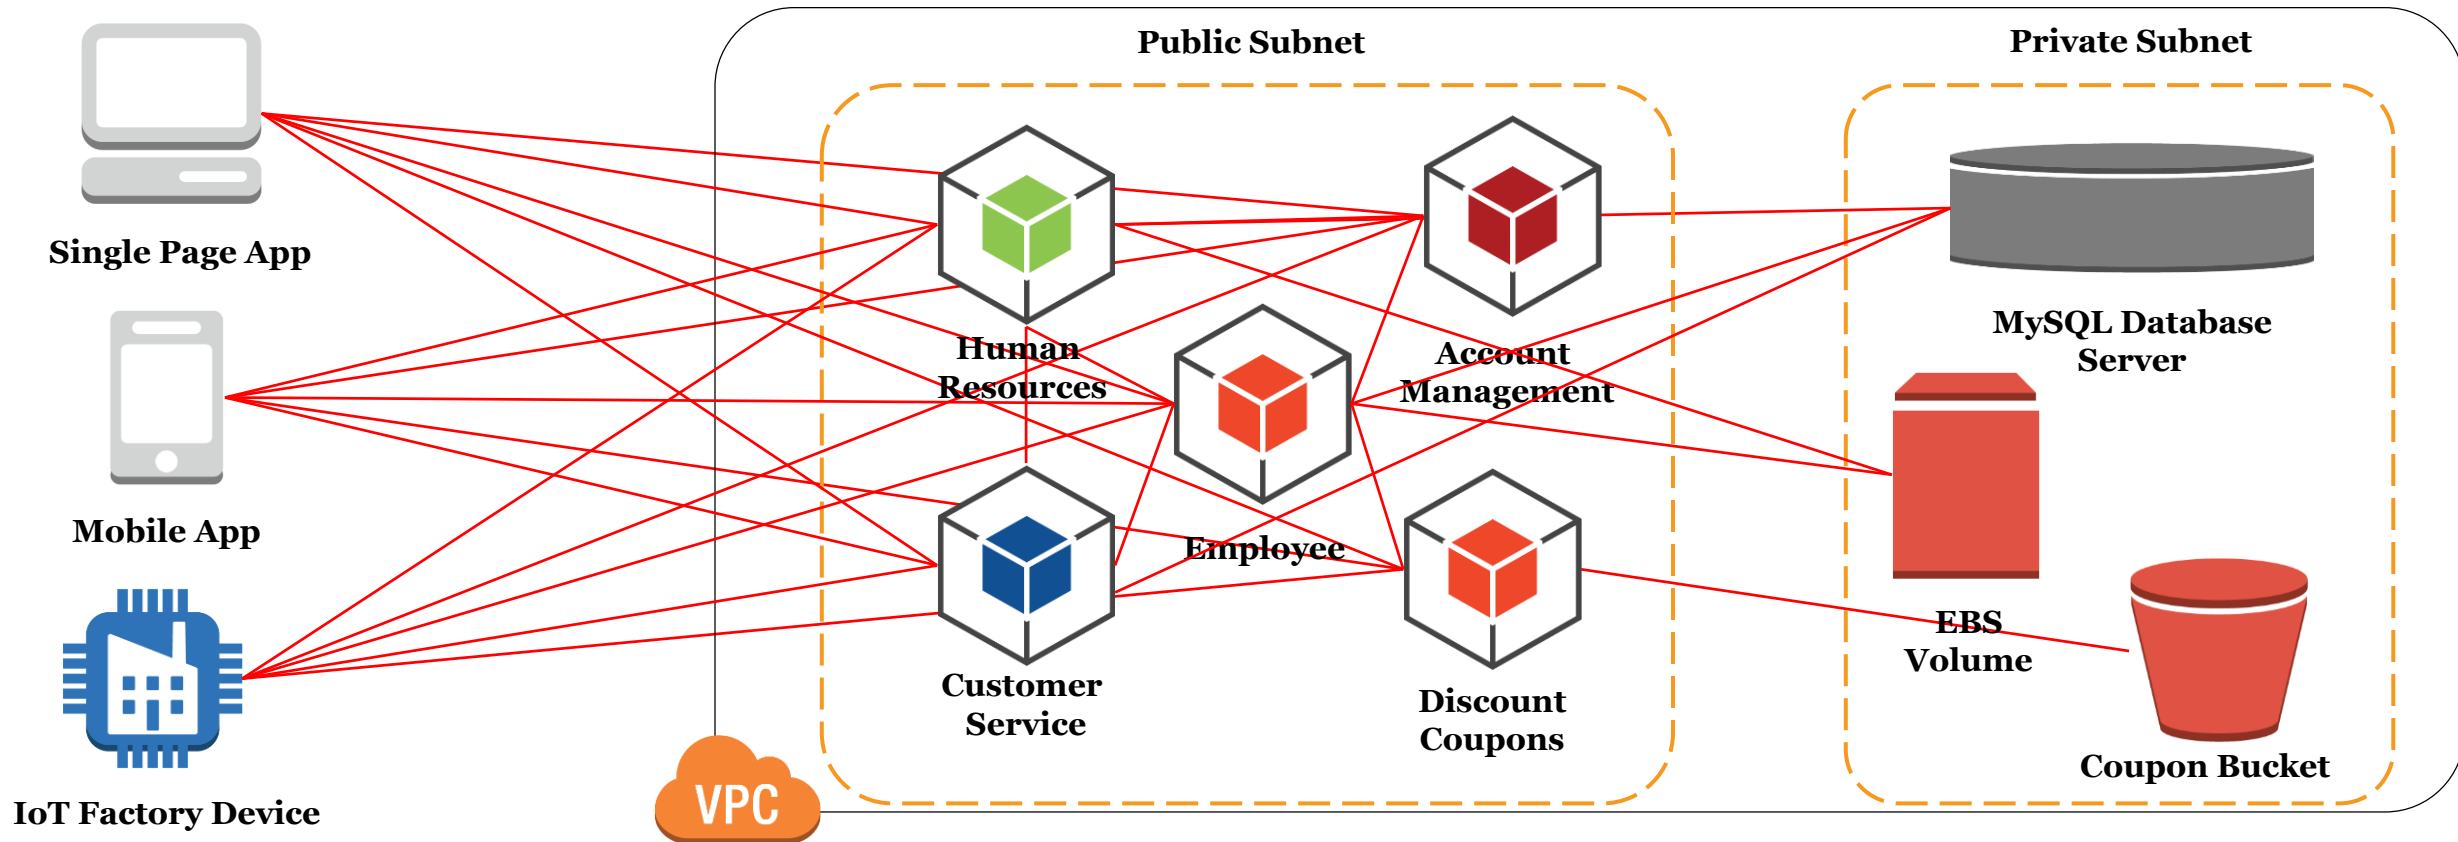 Public Subnet
Private Subnet
Single Page App
Mobile App
IoT Factory Device
VPC
Human
Resources
Account
Management
Employee
Customer
Service
Discount
Coupons
MySQL Database
Server
EBS
Volume
Coupon Bucket